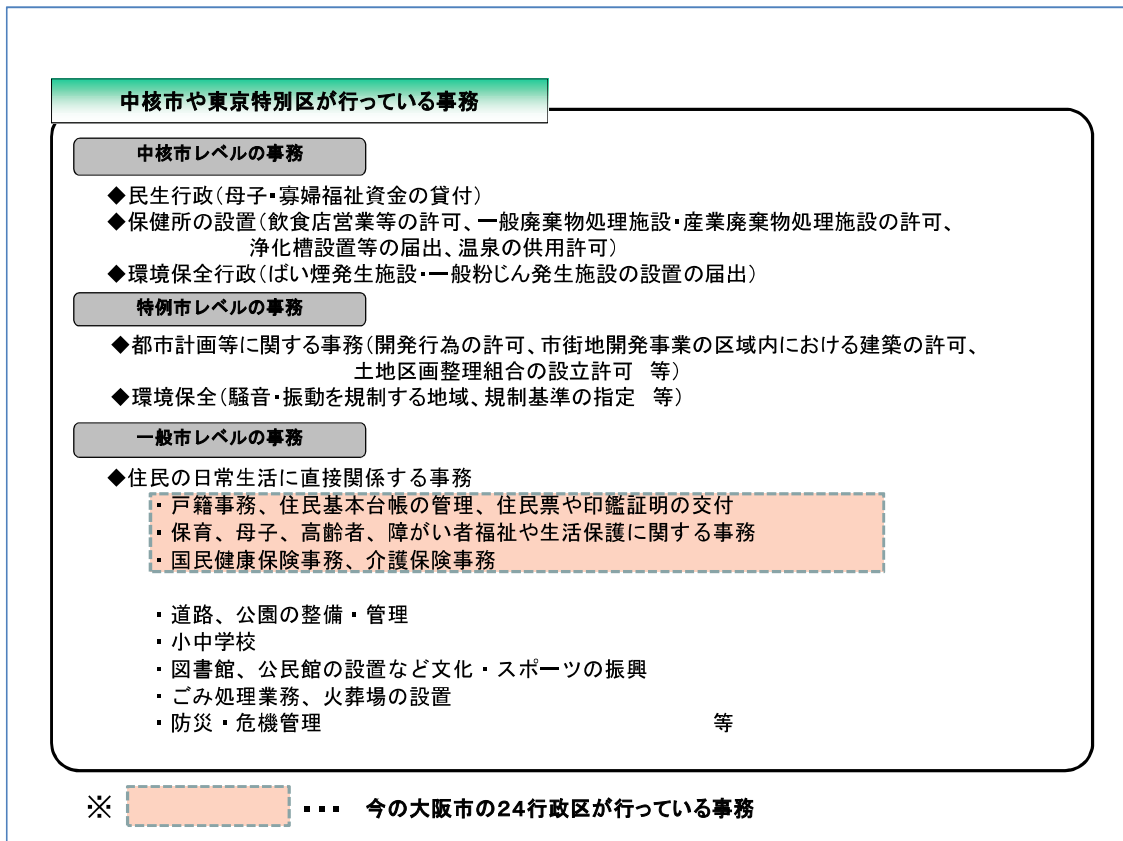 中核市や東京特別区が行っている事務
中核市レベルの事務
◆民生行政(母子・寡婦福祉資金の貸付)
◆保健所の設置(飲食店営業等の許可、一般廃棄物処理施設・産業廃棄物処理施設の許可、
浄化槽設置等の届出、温泉の供用許可)
◆環境保全行政(ばい煙発生施設・一般粉じん発生施設の設置の届出)
特例市レベルの事務
◆都市計画等に関する事務(開発行為の許可、市街地開発事業の区域内における建築の許可、
土地区画整理組合の設立許可 等)
◆環境保全(騒音・振動を規制する地域、規制基準の指定 等)
一般市レベルの事務
◆住民の日常生活に直接関係する事務
・戸籍事務、住民基本台帳の管理、住民票や印鑑証明の交付
・保育、母子、高齢者、障がい者福祉や生活保護に関する事務
・国民健康保険事務、介護保険事務
・道路、公園の整備・管理
・小中学校
・図書館、公民館の設置など文化・スポーツの振興
・ごみ処理業務、火葬場の設置
・防災・危機管理 等
※ ・・・ 今の大阪市の24行政区が行っている事務